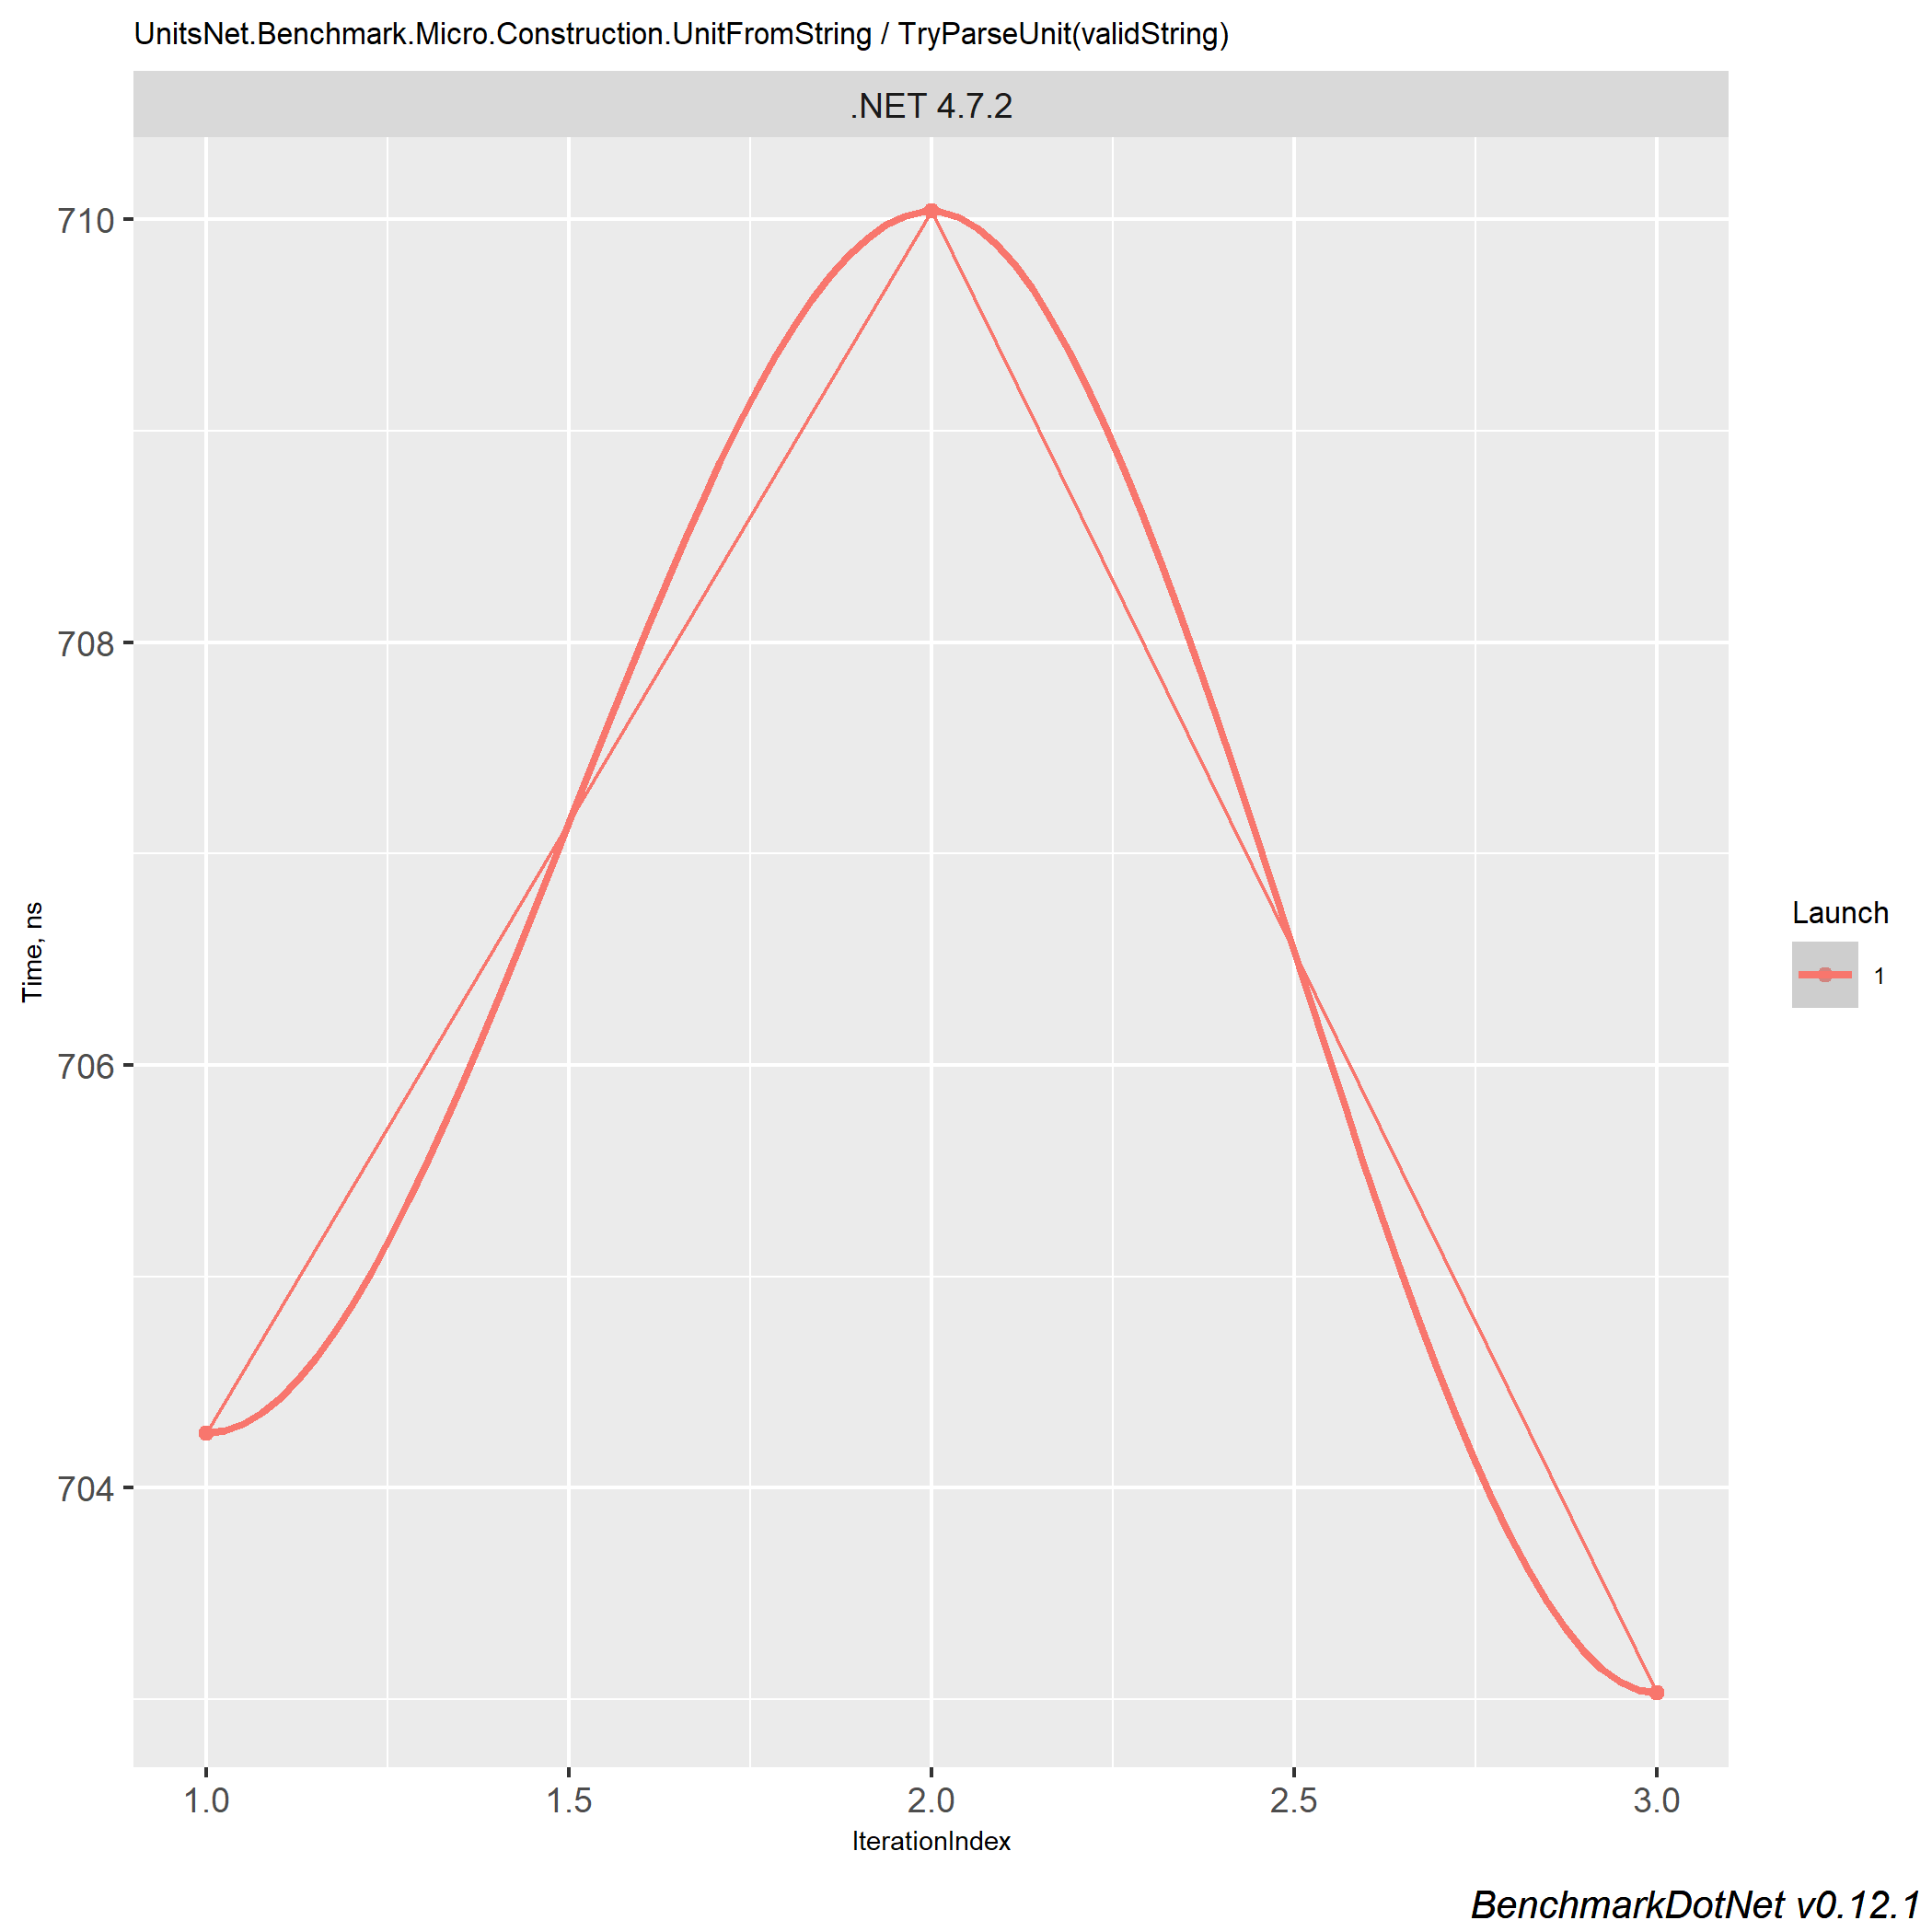 UnitsNet.Benchmark.Micro.Construction.UnitFromString / TryParseUnit(validString)
.NET 4.7.2
710
708
706
704
Time, ns
1.0 1.5 2.0 2.5 3.0
IterationIndex
Launch
1
BenchmarkDotNet v0.12.1